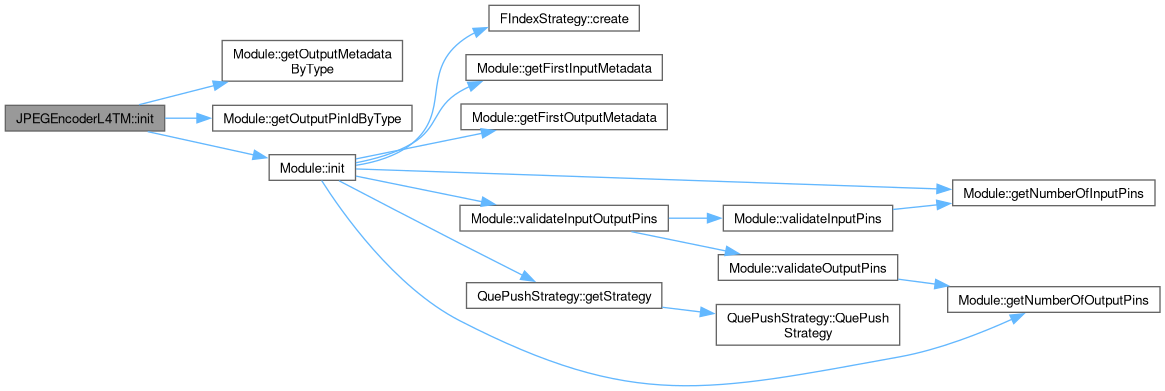 JPEGEncoderL4TM::init
Module::getOutputMetadata
ByType
Module::getOutputPinIdByType
Module::init
FIndexStrategy::create
Module::getFirstInputMetadata
Module::getFirstOutputMetadata
Module::validateInputOutputPins
QuePushStrategy::getStrategy
Module::validateInputPins
Module::validateOutputPins
QuePushStrategy::QuePush
Strategy
Module::getNumberOfInputPins
Module::getNumberOfOutputPins